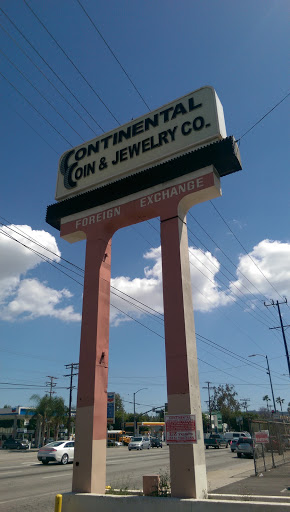 CONTINENTAL
COIN & JEWELRY CO.
FOREIGN EXCHANGE